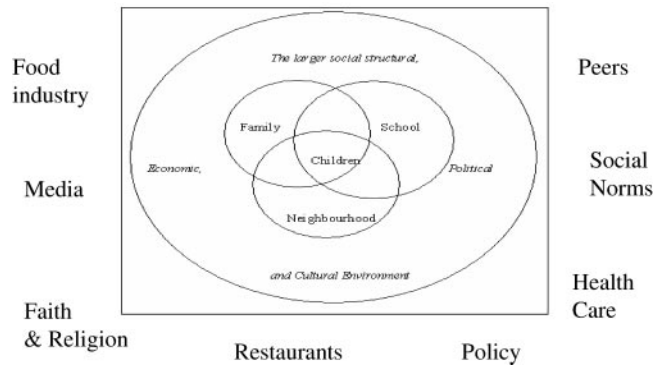 The larger social structural,
Food
industry
Peers
Family
School
Children
Economic,
Political
Media
Social
Norms
Neighbourhood
and Cultural Environment
Health
Care
Faith
& Religion
Restaurants
Policy